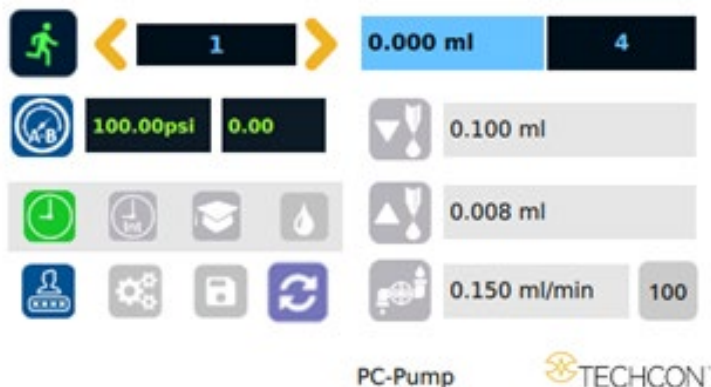 1 0.000 ml 4
A-B 100.00psi 0.00 0.100 ml
Int 0.008 ml
0.150 ml/min 100
PC-Pump TECHCON